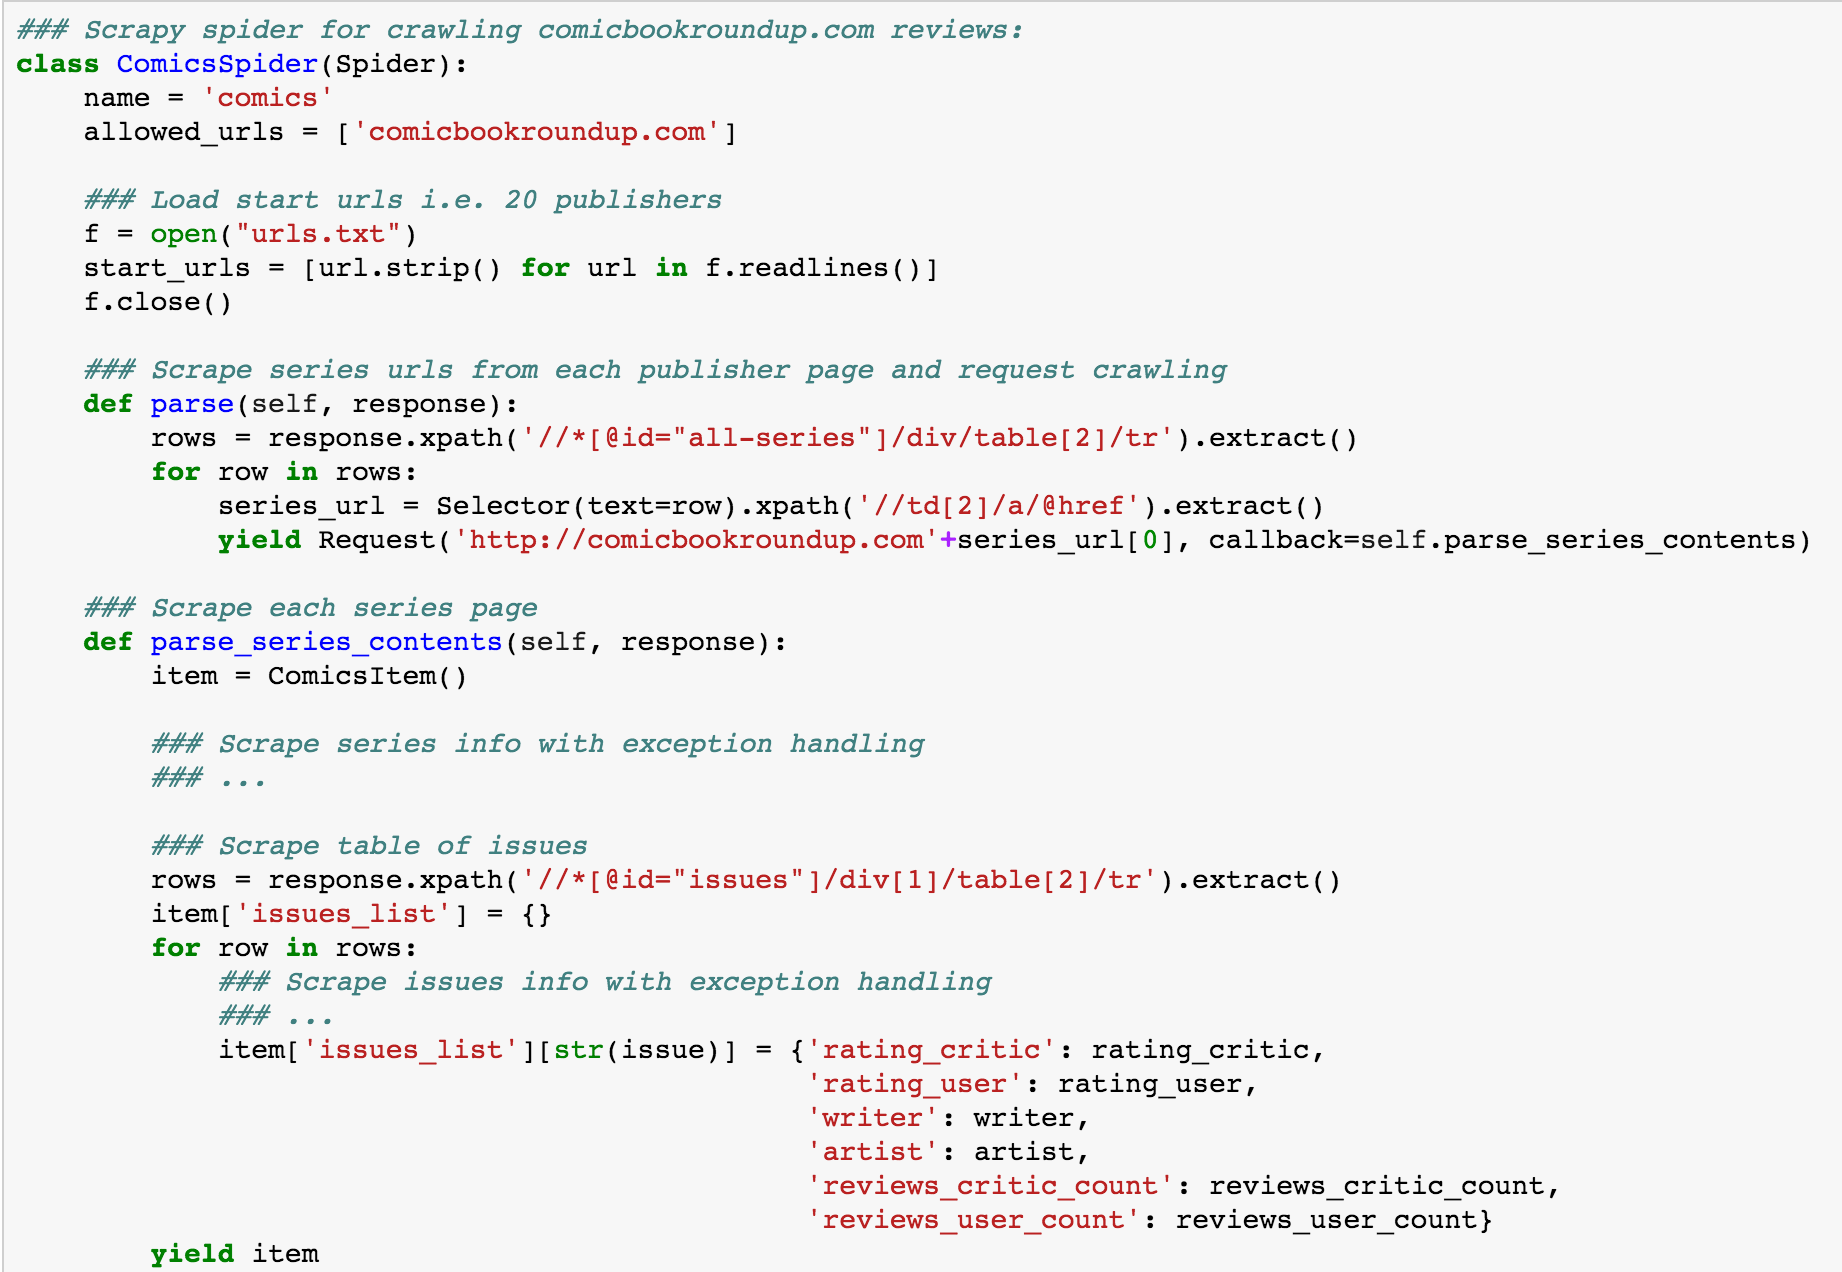 ### Scrapy spider for crawling comicbookroundup.com reviews:
class ComicsSpider(Spider):
    name = 'comics'
    allowed_urls = ['comicbookroundup.com']

    ### Load start urls i.e. 20 publishers
    f = open("urls.txt")
    start_urls = [url.strip() for url in f.readlines()]
    f.close()

    ### Scrape series urls from each publisher page and request crawling
    def parse(self, response):
        rows = response.xpath('//*[@id="all-series"]/div/table[2]/tr').extract()
        for row in rows:
            series_url = Selector(text=row).xpath('//td[2]/a/@href').extract()
            yield Request('http://comicbookroundup.com'+series_url[0], callback=self.parse_series_contents)

    ### Scrape each series page
    def parse_series_contents(self, response):
        item = ComicsItem()

        ### Scrape series info with exception handling
        ### ...

        ### Scrape table of issues
        rows = response.xpath('//*[@id="issues"]/div[1]/table[2]/tr').extract()
        item['issues_list'] = {}
        for row in rows:
            ### Scrape issues info with exception handling
            ### ...
            item['issues_list'][str(issue)] = {'rating_critic': rating_critic,
                                               'rating_user': rating_user,
                                               'writer': writer,
                                               'artist': artist,
                                               'reviews_critic_count': reviews_critic_count,
                                               'reviews_user_count': reviews_user_count}
        yield item